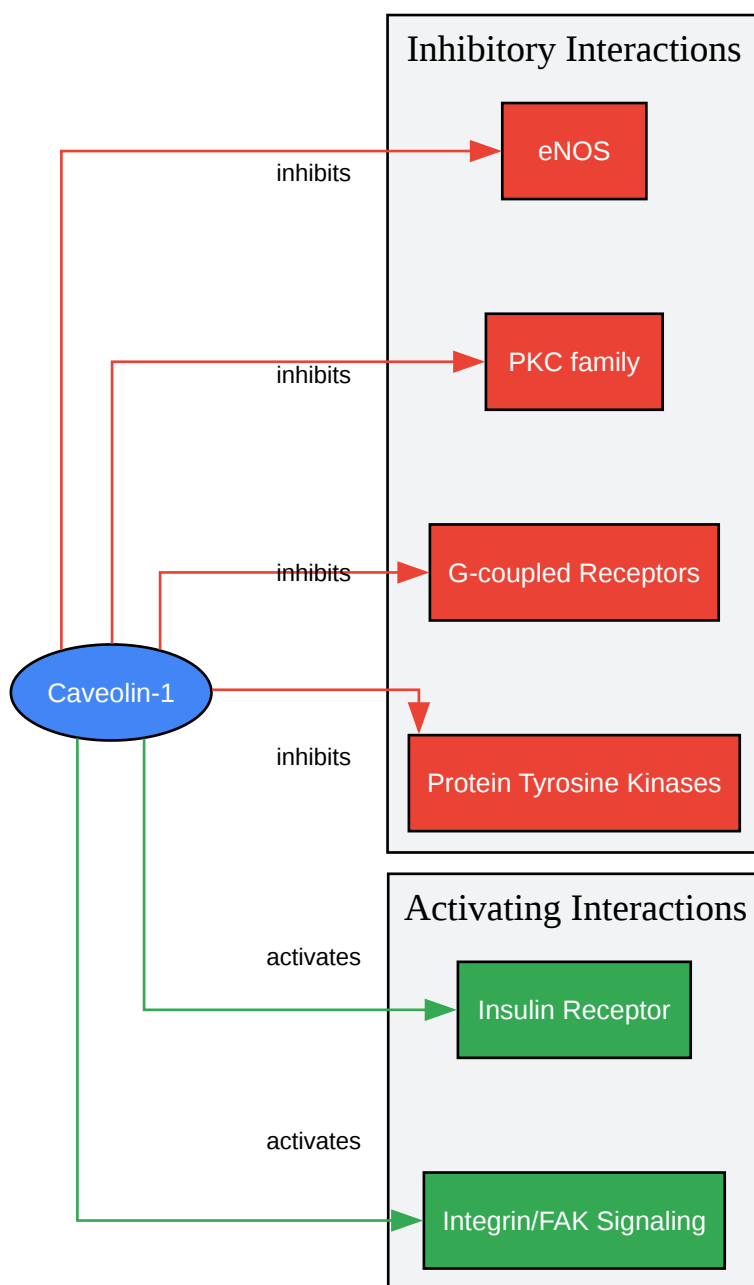 Inhibitory Interactions
eNOS
inhibits
PKC family
inhibits
G-coupled Receptors
inhibits
Caveolin-1
inhibits
Protein Tyrosine Kinases
Activating Interactions
activates
Insulin Receptor
activates
Integrin/FAK Signaling